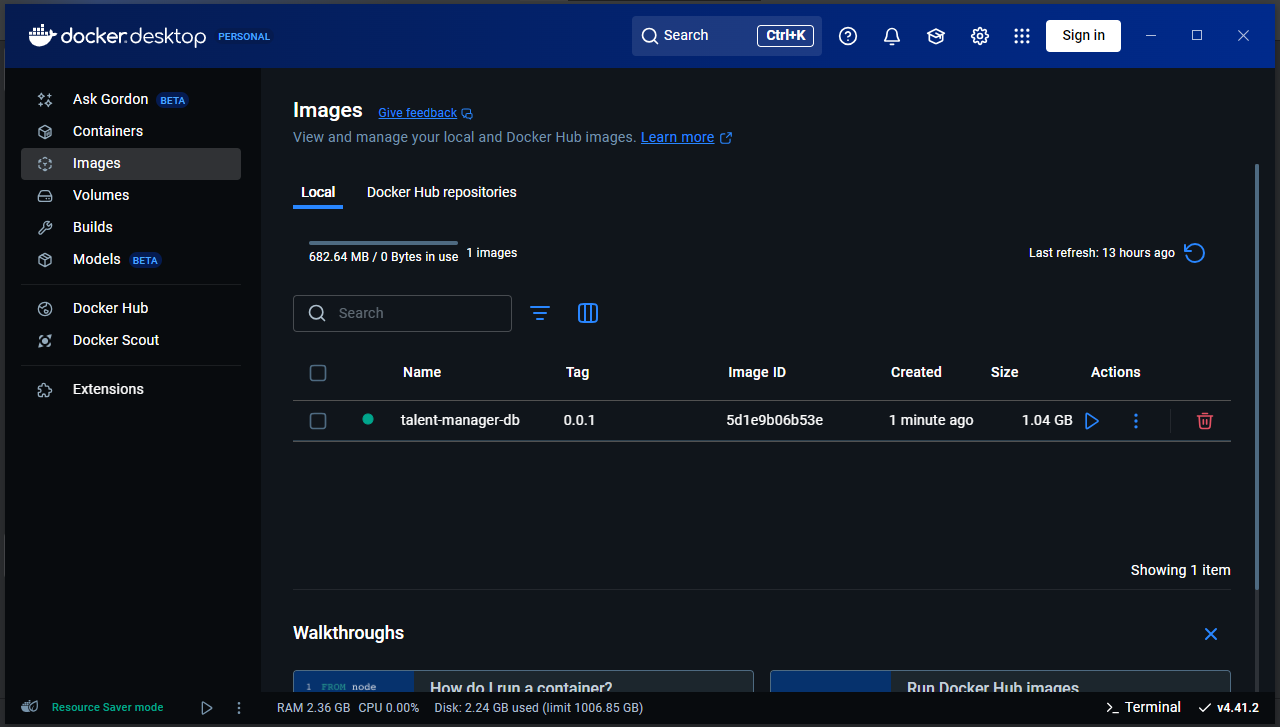 docker.desktop PERSONAL Search Ctrl+K Sign in
Ask Gordon BETA
Containers
Images
Volumes
Builds
Models BETA
Docker Hub
Docker Scout
Extensions
Images Give feedback
View and manage your local and Docker Hub images. Learn more
Local Docker Hub repositories
682.64 MB / 0 Bytes in use 1 images Last refresh: 13 hours ago
Search
Name Tag Image ID Created Size Actions
talent-manager-db 0.0.1 5d1e9b06b53e 1 minute ago 1.04 GB
Showing 1 item
Walkthroughs
1 FROM node How do I run a container? Run Docker Hub images
Resource Saver mode RAM 2.36 GB CPU 0.00% Disk: 2.24 GB used (limit 1006.85 GB) Terminal v4.41.2